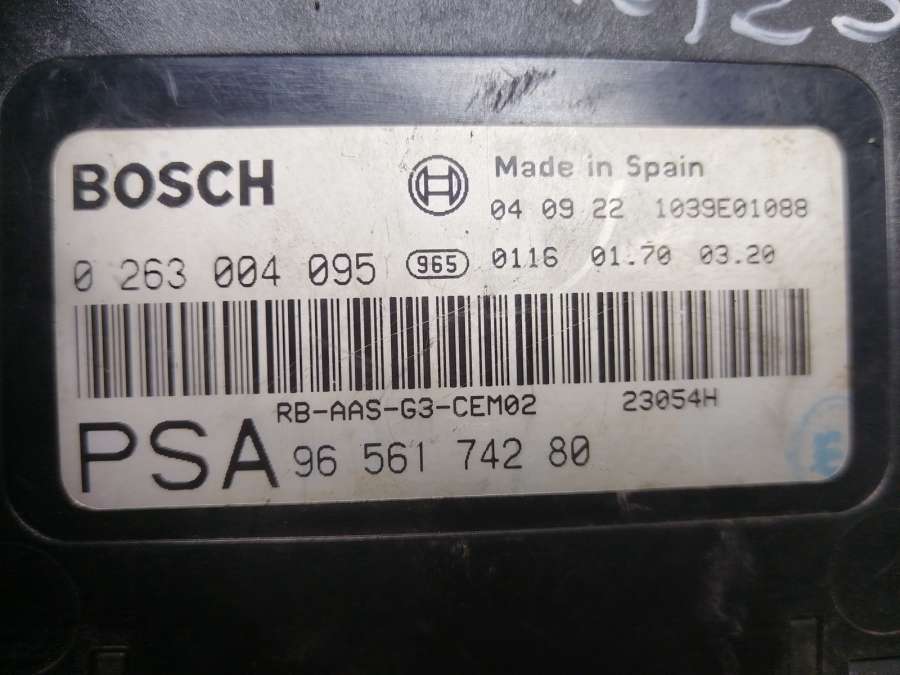 BOSCH
Made in Spain
04 09 22 1039E01088
0 263 004 095 965 0116 01.70 03.20
RB-AAS-G3-CEM02 23054H
PSA 96 561 742 80
E